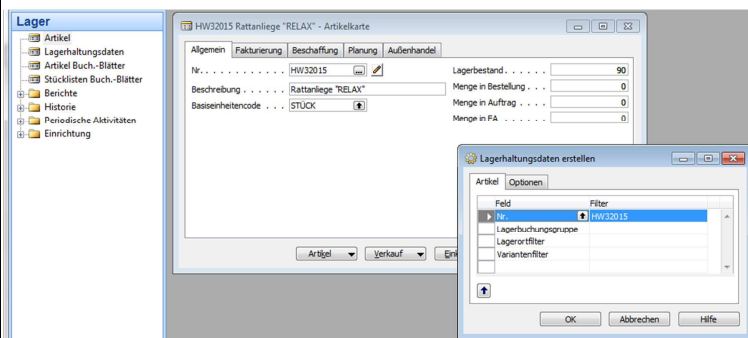 Lager
Artikel
Lagerhaltungsdaten
Artikel Buch.-Blätter
Stücklisten Buch.-Blätter
Berichte
Historie
Periodische Aktivitäten
Einrichtung
HW32015 Rattanliege "RELAX" - Artikelkarte
Allgemein Fakturierung Beschaffung Planung Außenhandel
Nr. . . . . . . . . . . . HW32015 ... Lagerbestand . . . . . . 90
Beschreibung . . . . . Rattanliege "RELAX" Menge in Bestellung . . . 0
Basiseinheitencode . . . STÜCK Menge in Auftrag . . . 0
Menge in FA . . . . . 0
Artikel Verkauf
Lagerhaltungsdaten erstellen
Artikel Optionen
Feld Filter
Nr. HW32015
Lagerbuchungsgruppe
Lagerortfilter
Variantenfilter
OK Abbrechen Hilfe